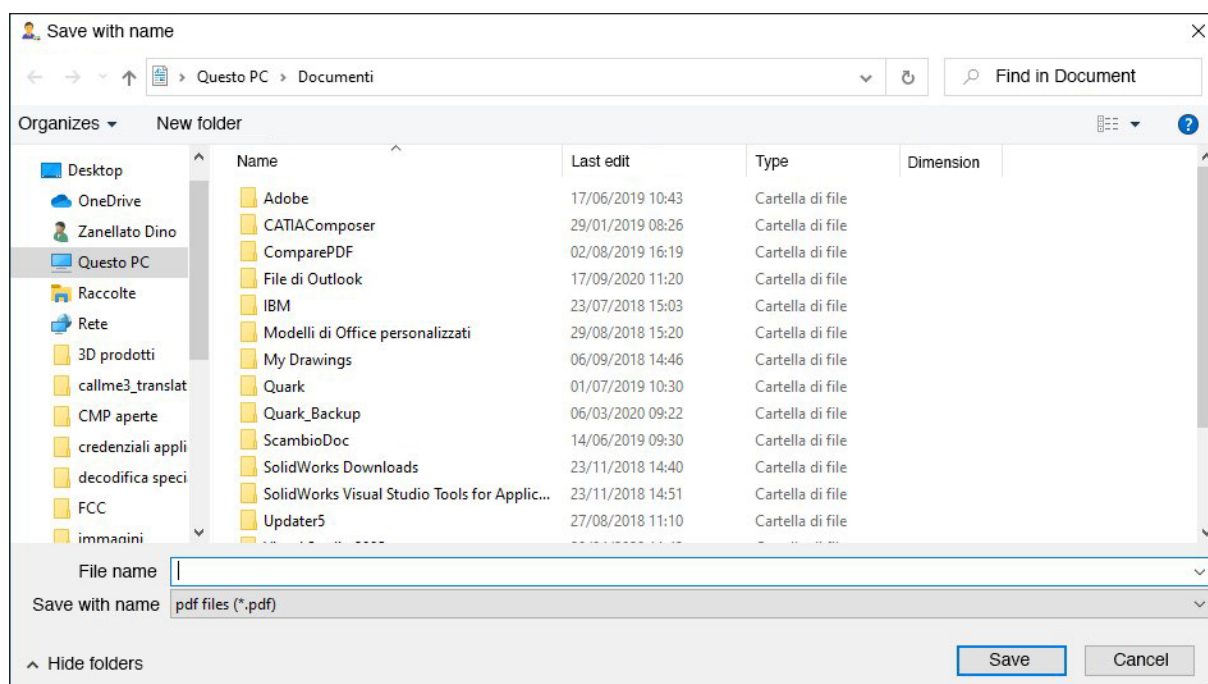 Save with name
Questo PC > Documenti
Find in Document
Organizes New folder
Name Last edit Type Dimension
Desktop
OneDrive
Zanellato Dino
Questo PC
Raccolte
Rete
3D prodotti
callme3_translat
CMP aperte
credenziali appli
decodifica speci
FCC
immagini
Adobe 17/06/2019 10:43 Cartella di file
CATIAComposer 29/01/2019 08:26 Cartella di file
ComparePDF 02/08/2019 16:19 Cartella di file
File di Outlook 17/09/2020 11:20 Cartella di file
IBM 23/07/2018 15:03 Cartella di file
Modelli di Office personalizzati 29/08/2018 15:20 Cartella di file
My Drawings 06/09/2018 14:46 Cartella di file
Quark 01/07/2019 10:30 Cartella di file
Quark_Backup 06/03/2020 09:22 Cartella di file
ScambioDoc 14/06/2019 09:30 Cartella di file
SolidWorks Downloads 23/11/2018 14:40 Cartella di file
SolidWorks Visual Studio Tools for Applic... 23/11/2018 14:51 Cartella di file
Updater5 27/08/2018 11:10 Cartella di file
File name
Save with name pdf files (*.pdf)
Hide folders
Save Cancel